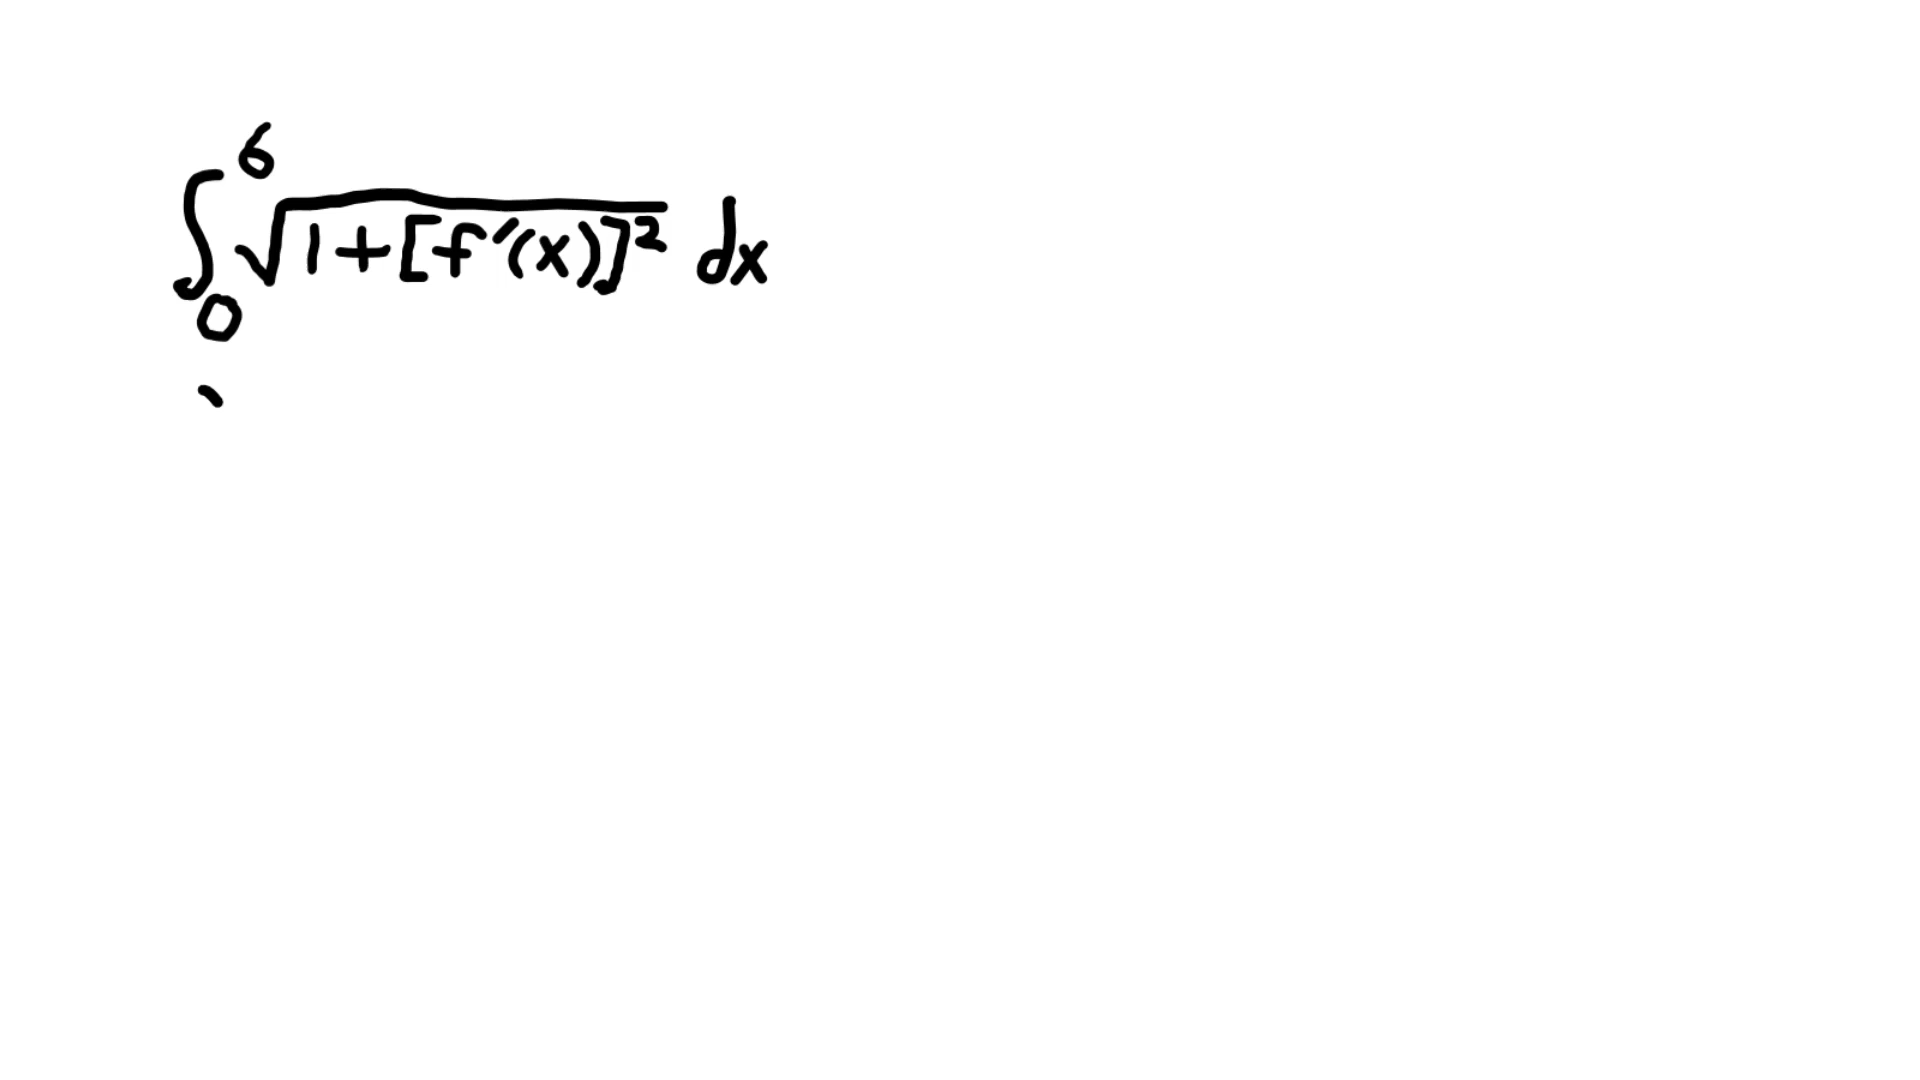 ∫₀⁶ √(1+[f'(x)]²) dx